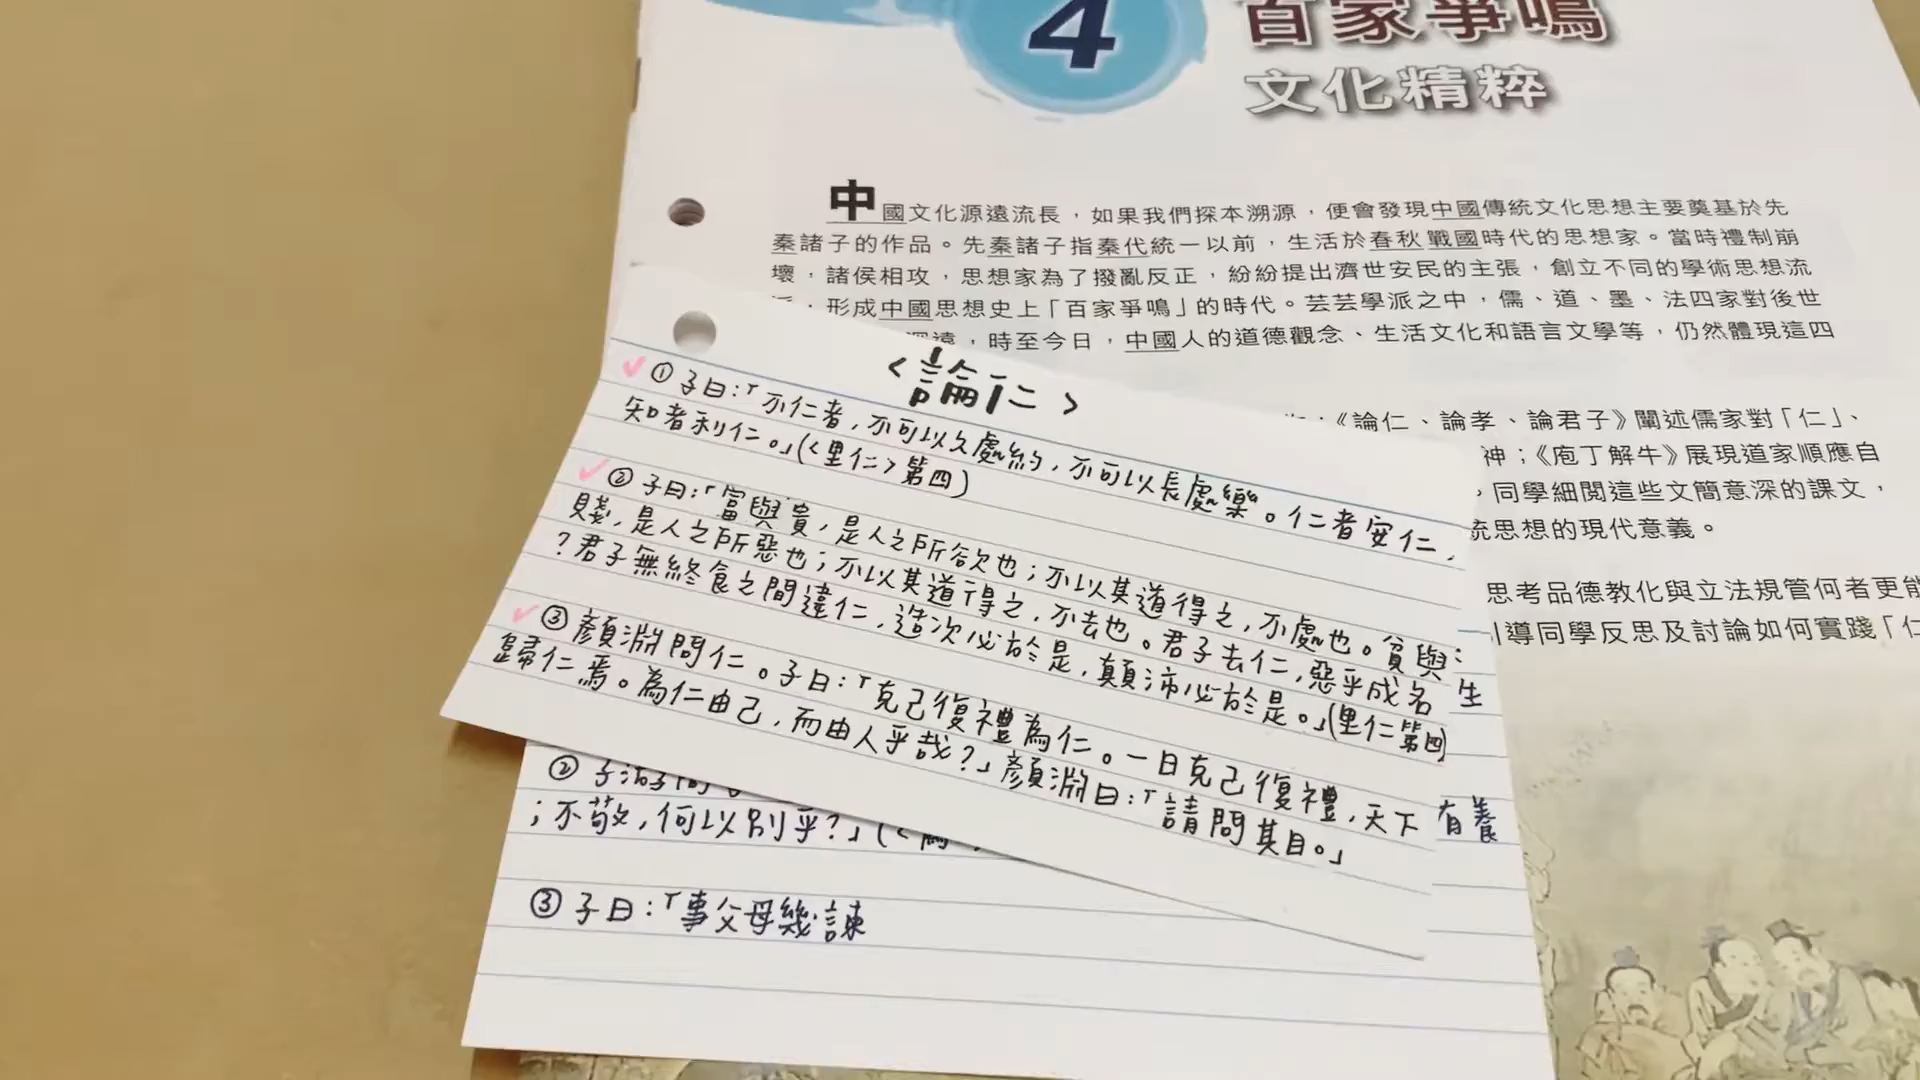 4
百家爭鳴
文化精粹
中國文化源遠流長，如果我們探本溯源，便會發現中國傳統文化思想主要奠基於先
秦諸子的作品。先秦諸子指秦代統一以前，生活於春秋戰國時代的思想家。當時禮制崩
壞，諸侯相攻，思想家為了撥亂反正，紛紛提出濟世安民的主張，創立不同的學術思想流
，形成中國思想史上「百家爭鳴」的時代。芸芸學派之中，儒、道、墨、法四家對後世
遠，時至今日，中國人的道德觀念、生活文化和語言文學等，仍然體現這四
：《論仁、論孝、論君子》闡述儒家對「仁」、
神；《庖丁解牛》展現道家順應自
。同學細閱這些文簡意深的課文，
統思想的現代意義。
思考品德教化與立法規管何者更能
引導同學反思及討論如何實踐「仁
<論仁>
①子曰：「不仁者，不可以久處約，不可以長處樂。仁者安仁，
知者利仁。」(<里仁>第四)
②子曰：「富與貴，是人之所欲也；不以其道得之，不處也。貧與
賤，是人之所惡也；不以其道得之，不去也。君子去仁，惡乎成名
？君子無終食之間違仁，造次必於是，顛沛必於是。」(里仁第四)
③顏淵問仁。子曰：「克己復禮為仁。一日克己復禮，天下
歸仁焉。為仁由己，而由人乎哉？」顏淵曰：「請問其目。」
生
② 子游問
有養
；不敬，何以別乎？」(<為
③子曰：「事父母幾諫